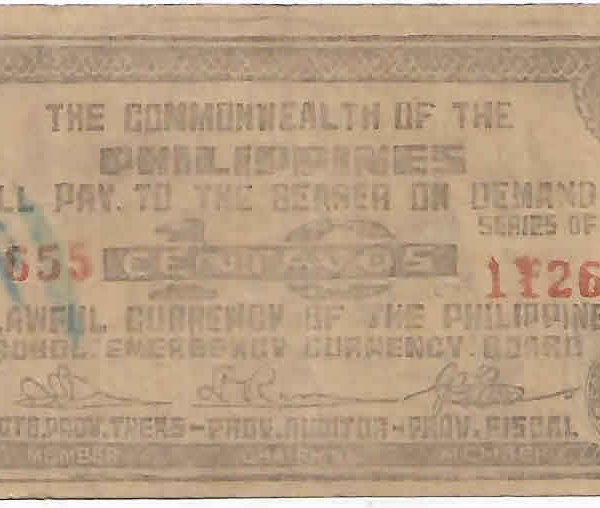 THE COMMONWEALTH OF THE
PHILIPPINES
LL PAY. TO THE BEARER ON DEMAND
SERIES OF
655 CENTAVOS 1126
LAWFUL CURRENCY OF THE PHILIPPINE
BOHOL EMERGENCY CURRENCY BOARD
PROV.TREAS-PROV.AUDITOR-PROV.FISCAL
MEMBER CHAIRMAN MEMBER